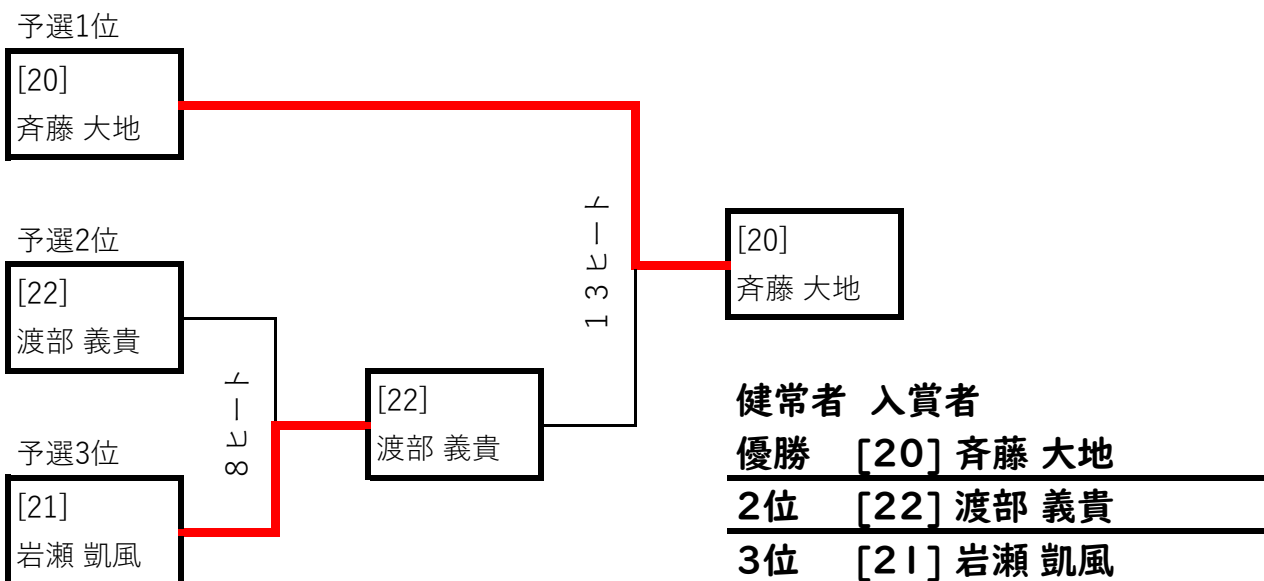 予選1位
[20]
斉藤 大地
予選2位
[22]
渡部 義貴
予選3位
[21]
岩瀬 凱風
8ヒート
[22]
渡部 義貴
13ヒート
[20]
斉藤 大地
健常者 入賞者
優勝 [20] 斉藤 大地
2位 [22] 渡部 義貴
3位 [21] 岩瀬 凱風